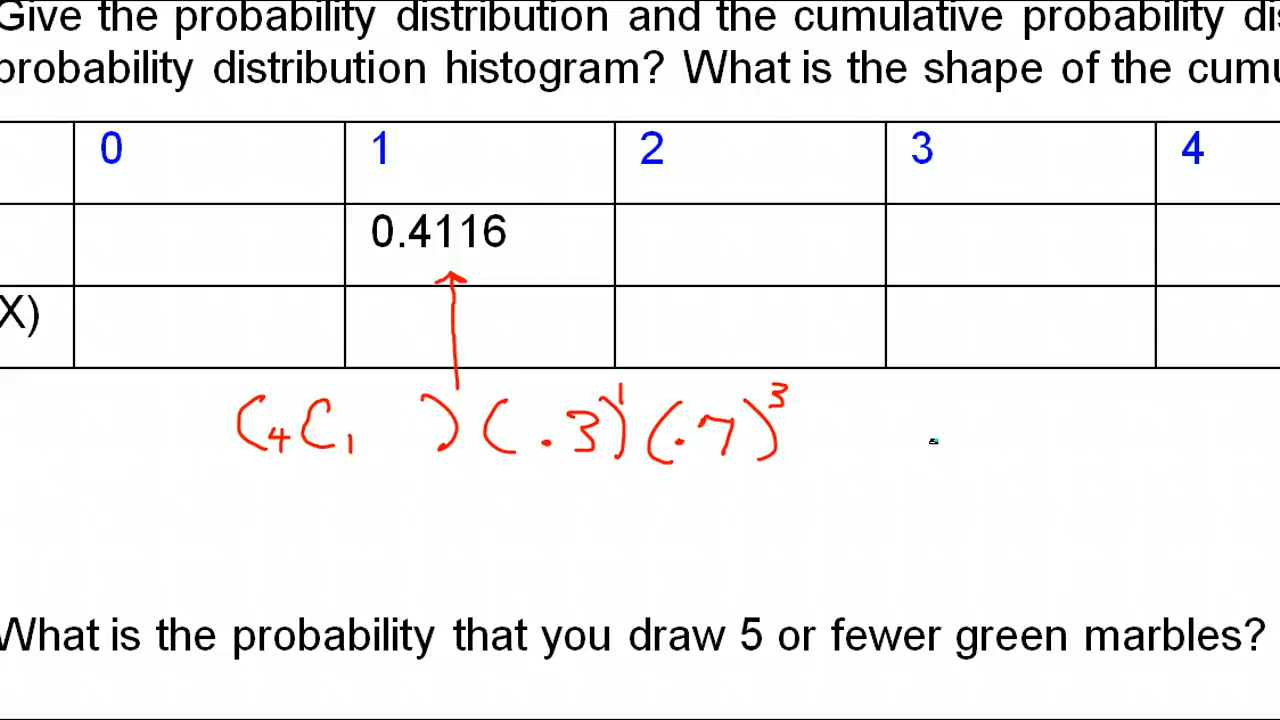 Give the probability distribution and the cumulative probability dis
probability distribution histogram? What is the shape of the cumu
0 1 2 3 4
0.4116
X)
(4C1 )(.3)^1(.7)^3
What is the probability that you draw 5 or fewer green marbles?